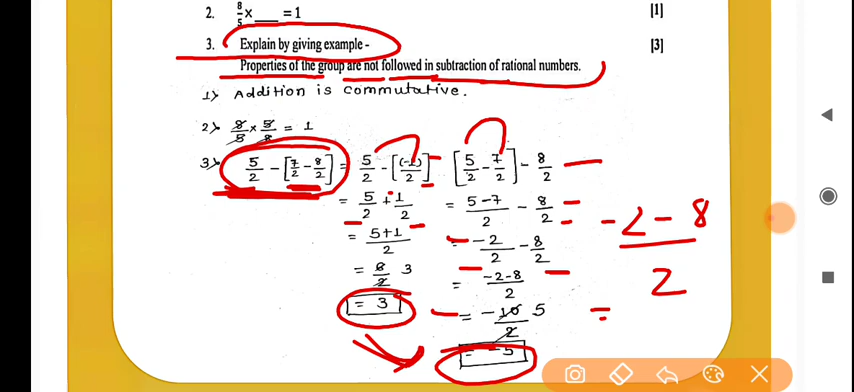 2. 8/5 × ___ = 1 [1]
3. Explain by giving example - [3]
Properties of the group are not followed in subtraction of rational numbers.
1) Addition is commutative.
2) 8/5 × 5/8 = 1
3) 5/2 - [7/2 - 8/2] = 5/2 - [(-1)/2] [5/2 - 7/2] - 8/2
= 5/2 + 1/2 = 5-7/2 - 8/2
= 5+1/2 = -2/2 - 8/2
= 6/2 3 = -2-8/2
= 3 = -10/2 5
= -5
-2-8/2
=